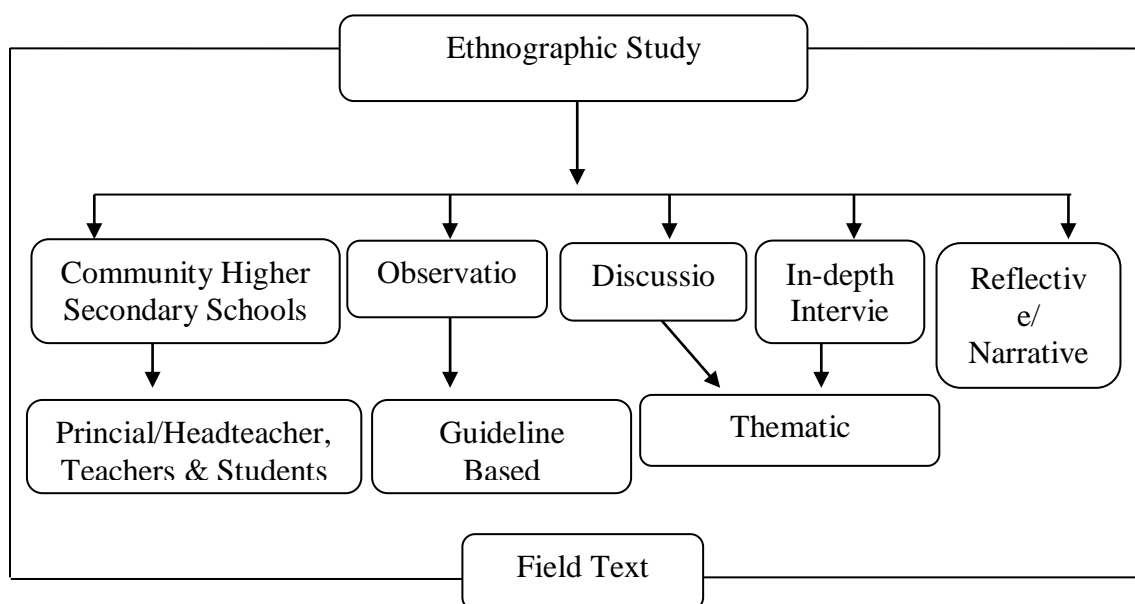 Ethnographic Study
Community Higher
Secondary Schools
Observatio
Discussio
In-depth
Intervie
Reflectiv
e/
Narrative
Princial/Headteacher,
Teachers & Students
Guideline
Based
Thematic
Field Text